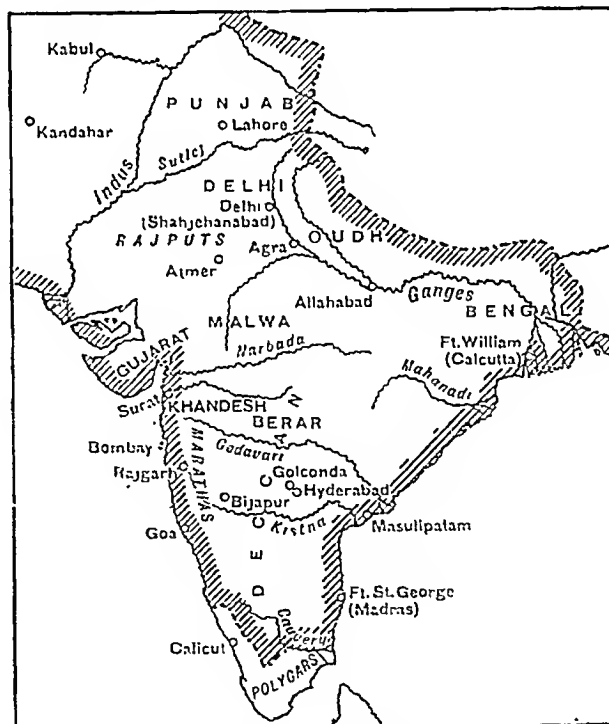 Kabul
PUNJAB
Kandahar
Lahore
Indus
Sutlej
DELHI
Delhi
(Shahjehanabad)
RAJPUTS
OUDH
Agra
Ajmer
Allahabad
Ganges
BENGAL
MALWA
Ft. William
(Calcutta)
GUJARAT
Narbada
Mahanadi
Surat
KHANDESH
BERAR
Bombay
MARATHAS
Godavari
Golconda
Rajgarh
Hyderabad
Bijapur
DECCAN
Kistna
Masulipatam
Goa
Ft. St. George
(Madras)
Cauvery
Calicut
POLYGARS